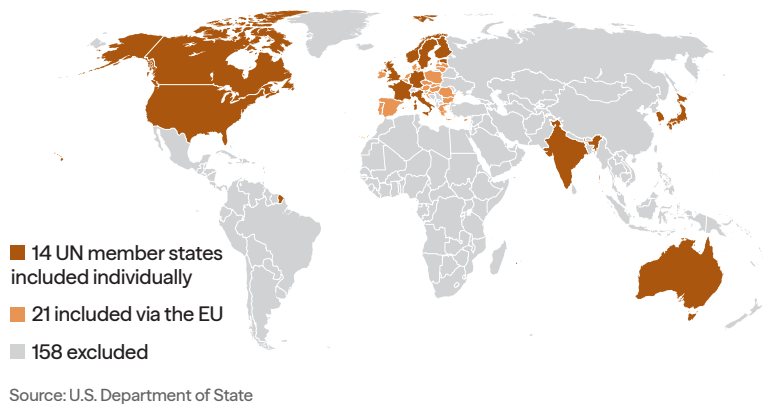 14 UN member states
included individually
21 included via the EU
158 excluded
Source: U.S. Department of State